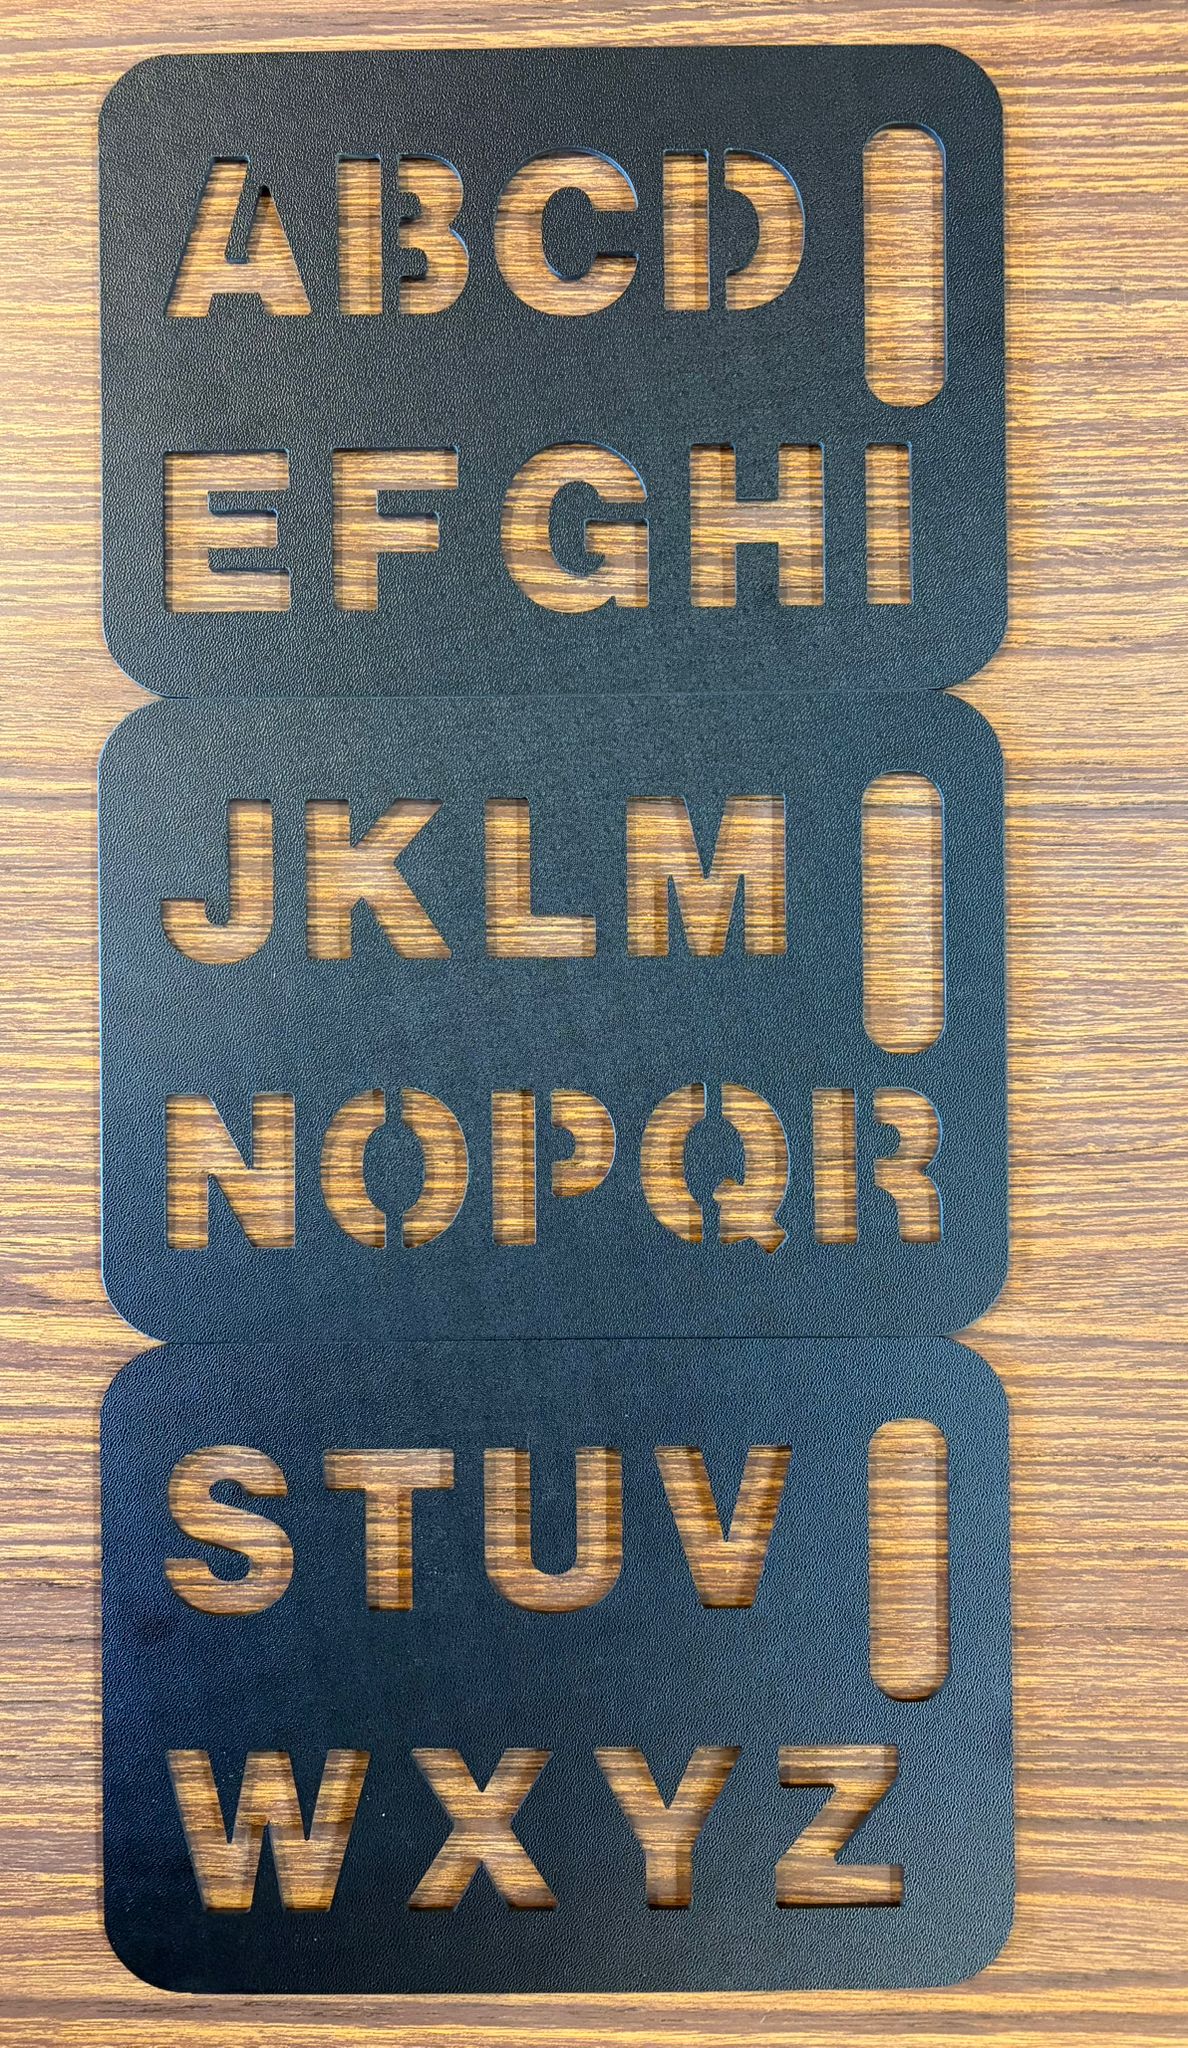 ABCD
EFGHI
JKLM
NOPQR
STUV
WXYZ